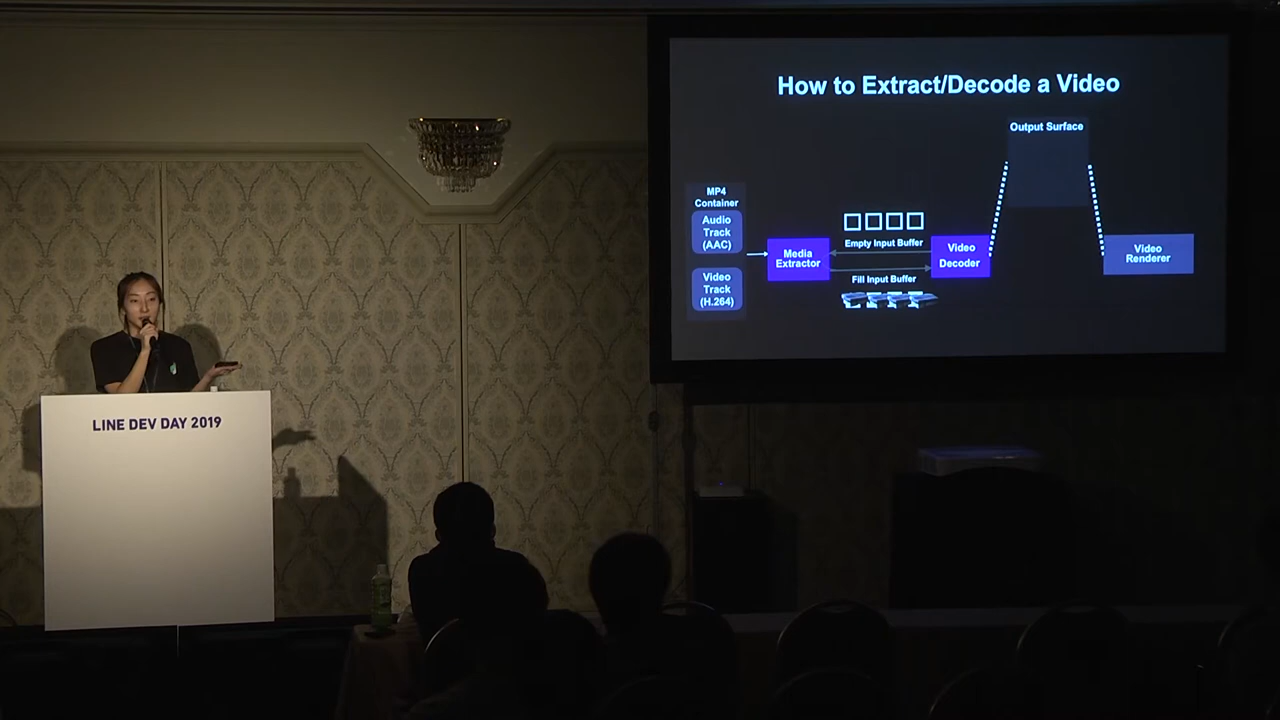 How to Extract/Decode a Video
Output Surface
MP4
Container
Audio
Track
(AAC)
Video
Track
(H.264)
Media
Extractor
Empty Input Buffer
Fill Input Buffer
Video
Decoder
Video
Renderer
LINE DEV DAY 2019